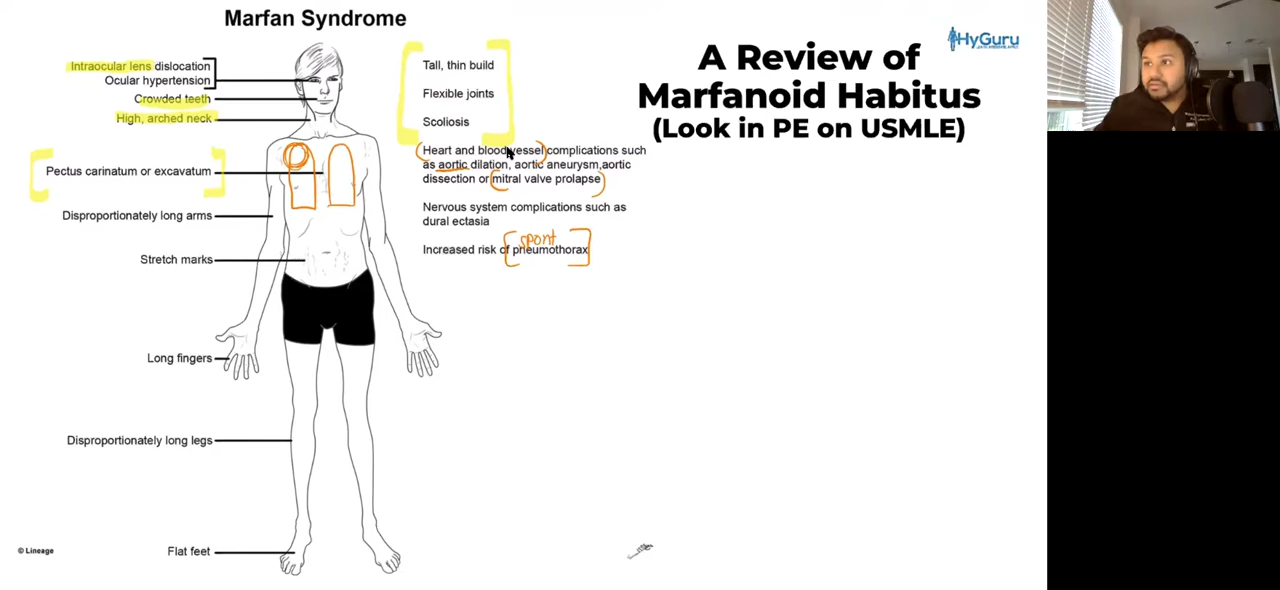 Marfan Syndrome
Intraocular lens dislocation
Ocular hypertension
Crowded teeth
High, arched neck
Pectus carinatum or excavatum
Disproportionately long arms
Stretch marks
Long fingers
Disproportionately long legs
Flat feet
© Lineage
Tall, thin build
Flexible joints
Scoliosis
Heart and blood vessel complications such
as aortic dilation, aortic aneurysm,aortic
dissection or mitral valve prolapse
Nervous system complications such as
dural ectasia
spont
Increased risk of pneumothorax
HyGuru
A Review of
Marfanoid Habitus
(Look in PE on USMLE)